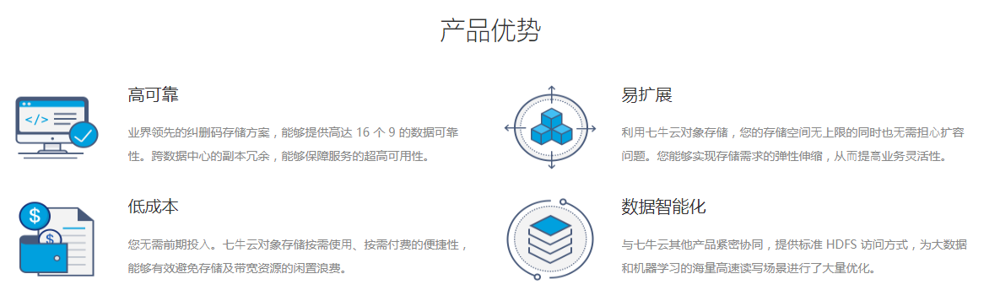 产品优势
高可靠
业界领先的纠删码存储方案，能够提供高达 16 个 9 的数据可靠
性。跨数据中心的副本冗余，能够保障服务的超高可用性。
易扩展
利用七牛云对象存储，您的存储空间无上限的同时也无需担心扩容
问题。您能够实现存储需求的弹性伸缩，从而提高业务灵活性。
低成本
您无需前期投入。七牛云对象存储按需使用、按需付费的便捷性，
能够有效避免存储及带宽资源的闲置浪费。
数据智能化
与七牛云其他产品紧密协同，提供标准 HDFS 访问方式，为大数据
和机器学习的海量高速读写场景进行了大量优化。